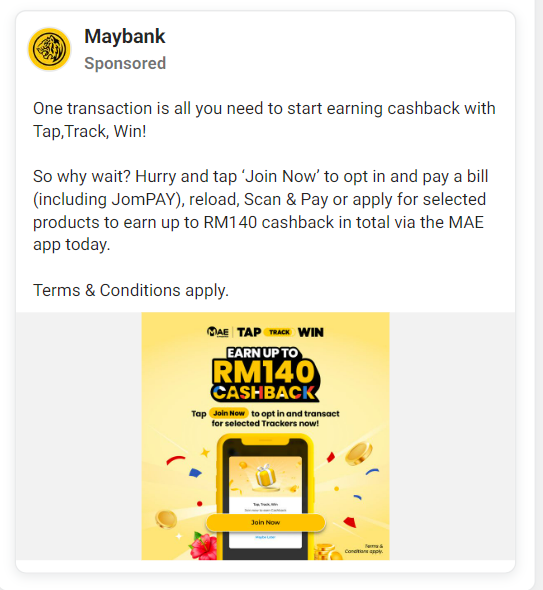 Maybank
Sponsored
One transaction is all you need to start earning cashback with
Tap,Track, Win!
So why wait? Hurry and tap ‘Join Now’ to opt in and pay a bill
(including JomPAY), reload, Scan & Pay or apply for selected
products to earn up to RM140 cashback in total via the MAE
app today.
Terms & Conditions apply.
MAE TAP TRACK WIN
EARN UP TO
RM140
CASHBACK
Tap Join Now to opt in and transact
for selected Trackers now!
Tap, Track, Win
Join Now
Maybe Later
Terms &
Conditions apply.